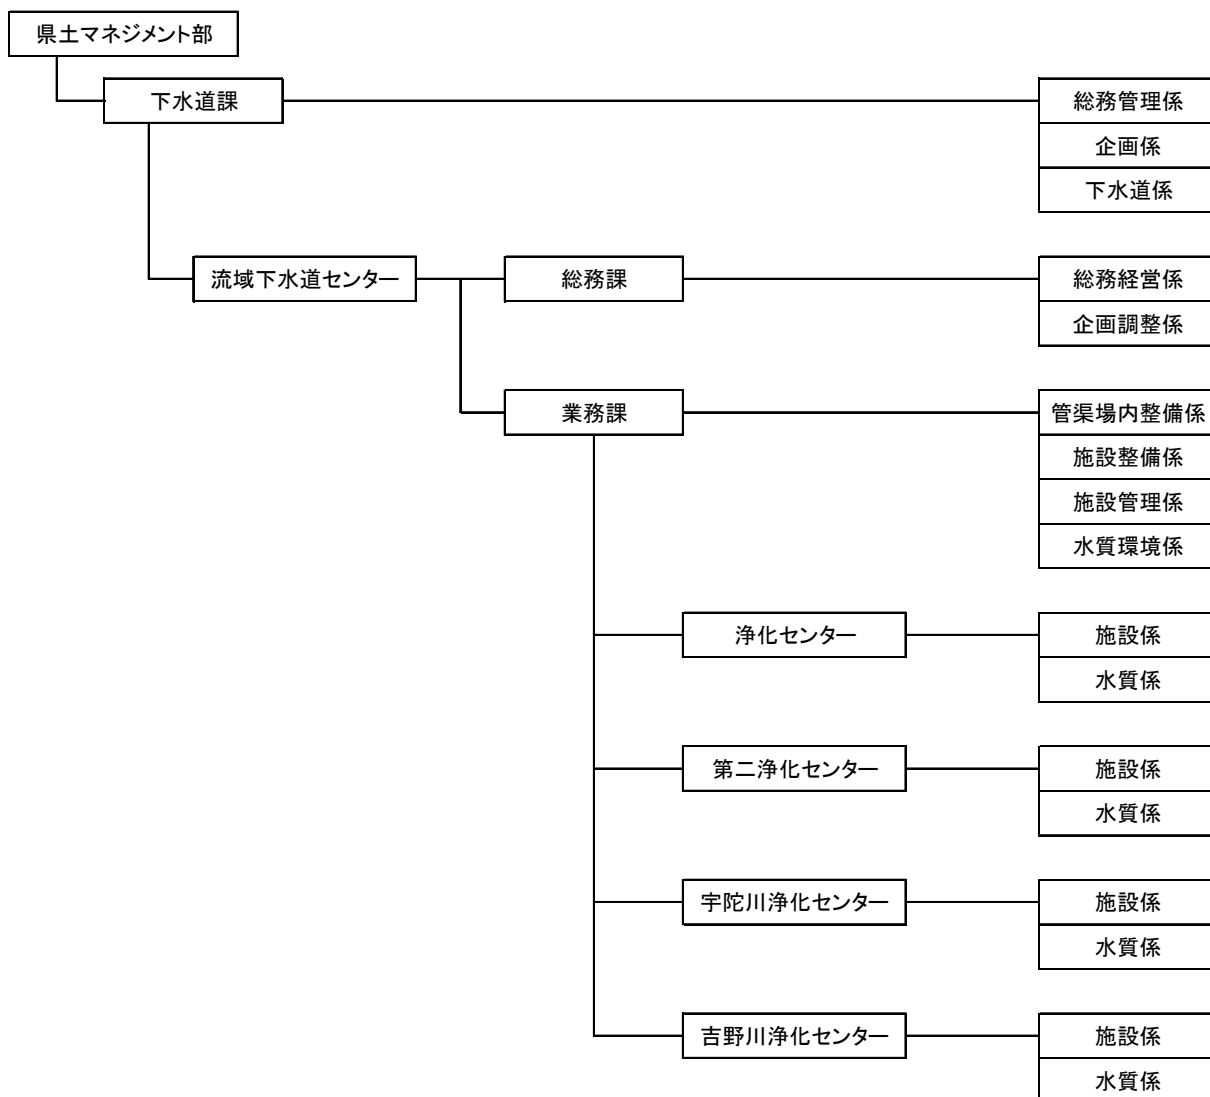 県土マネジメント部
下水道課
総務管理係
企画係
下水道係
流域下水道センター
総務課
総務経営係
企画調整係
業務課
管渠場内整備係
施設整備係
施設管理係
水質環境係
浄化センター
施設係
水質係
第二浄化センター
施設係
水質係
宇陀川浄化センター
施設係
水質係
吉野川浄化センター
施設係
水質係